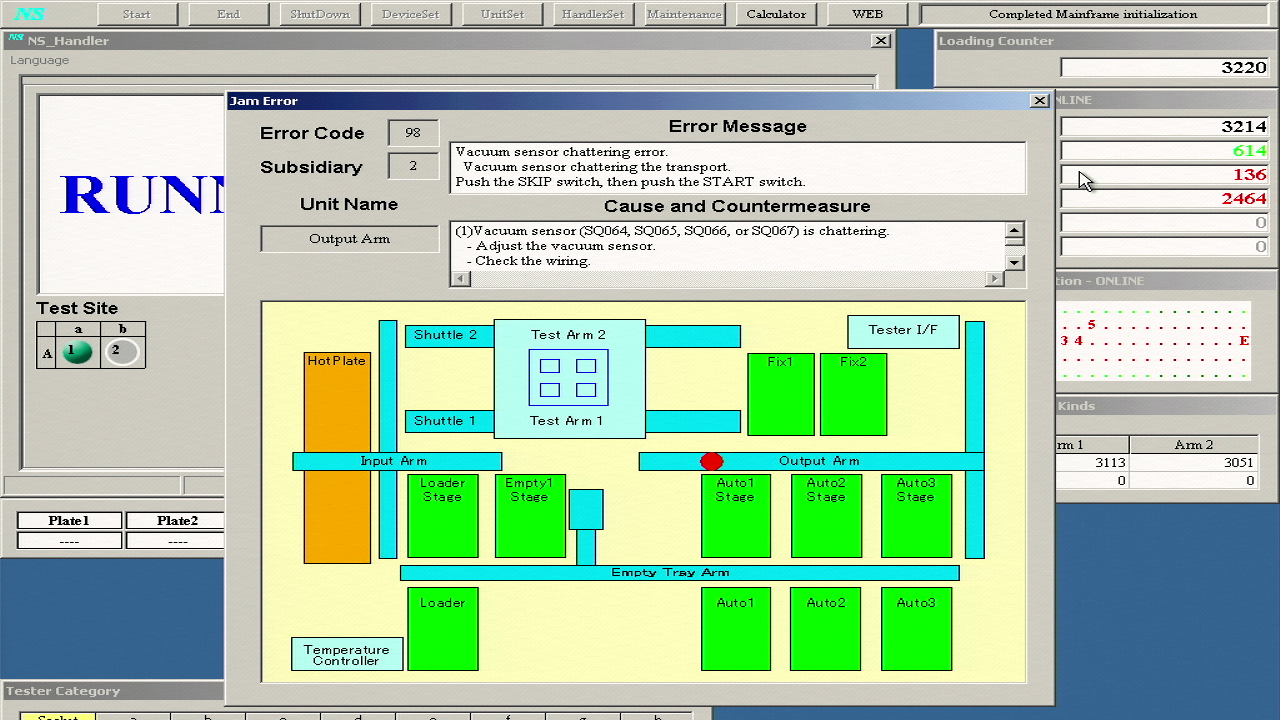 NS Start End ShutDown DeviceSet UnitSet HandlerSet Maintenance Calculator WEB Completed Mainframe initialization
NS NS_Handler
Language
RUNN
Test Site
a b
A 1 2
Plate1 Plate2
---- ----
Tester Category
Loading Counter
3220
NLINE
3214
614
136
2464
0
0
tion - ONLINE
5
3 4 E
Kinds
rm 1 Arm 2
3113 3051
0 0
Jam Error
Error Code 98
Subsidiary 2
Unit Name
Output Arm
Error Message
Vacuum sensor chattering error.
Vacuum sensor chattering the transport.
Push the SKIP switch, then push the START switch.
Cause and Countermeasure
(1)Vacuum sensor (SQ064, SQ065, SQ066, or SQ067) is chattering.
- Adjust the vacuum sensor.
- Check the wiring.
Shuttle 2 Test Arm 2 Tester I/F
HotPlate Fix1 Fix2
Shuttle 1 Test Arm 1
Input Arm Output Arm
Loader Stage Empty1 Stage Auto1 Stage Auto2 Stage Auto3 Stage
Empty Tray Arm
Loader Auto1 Auto2 Auto3
Temperature
Controller